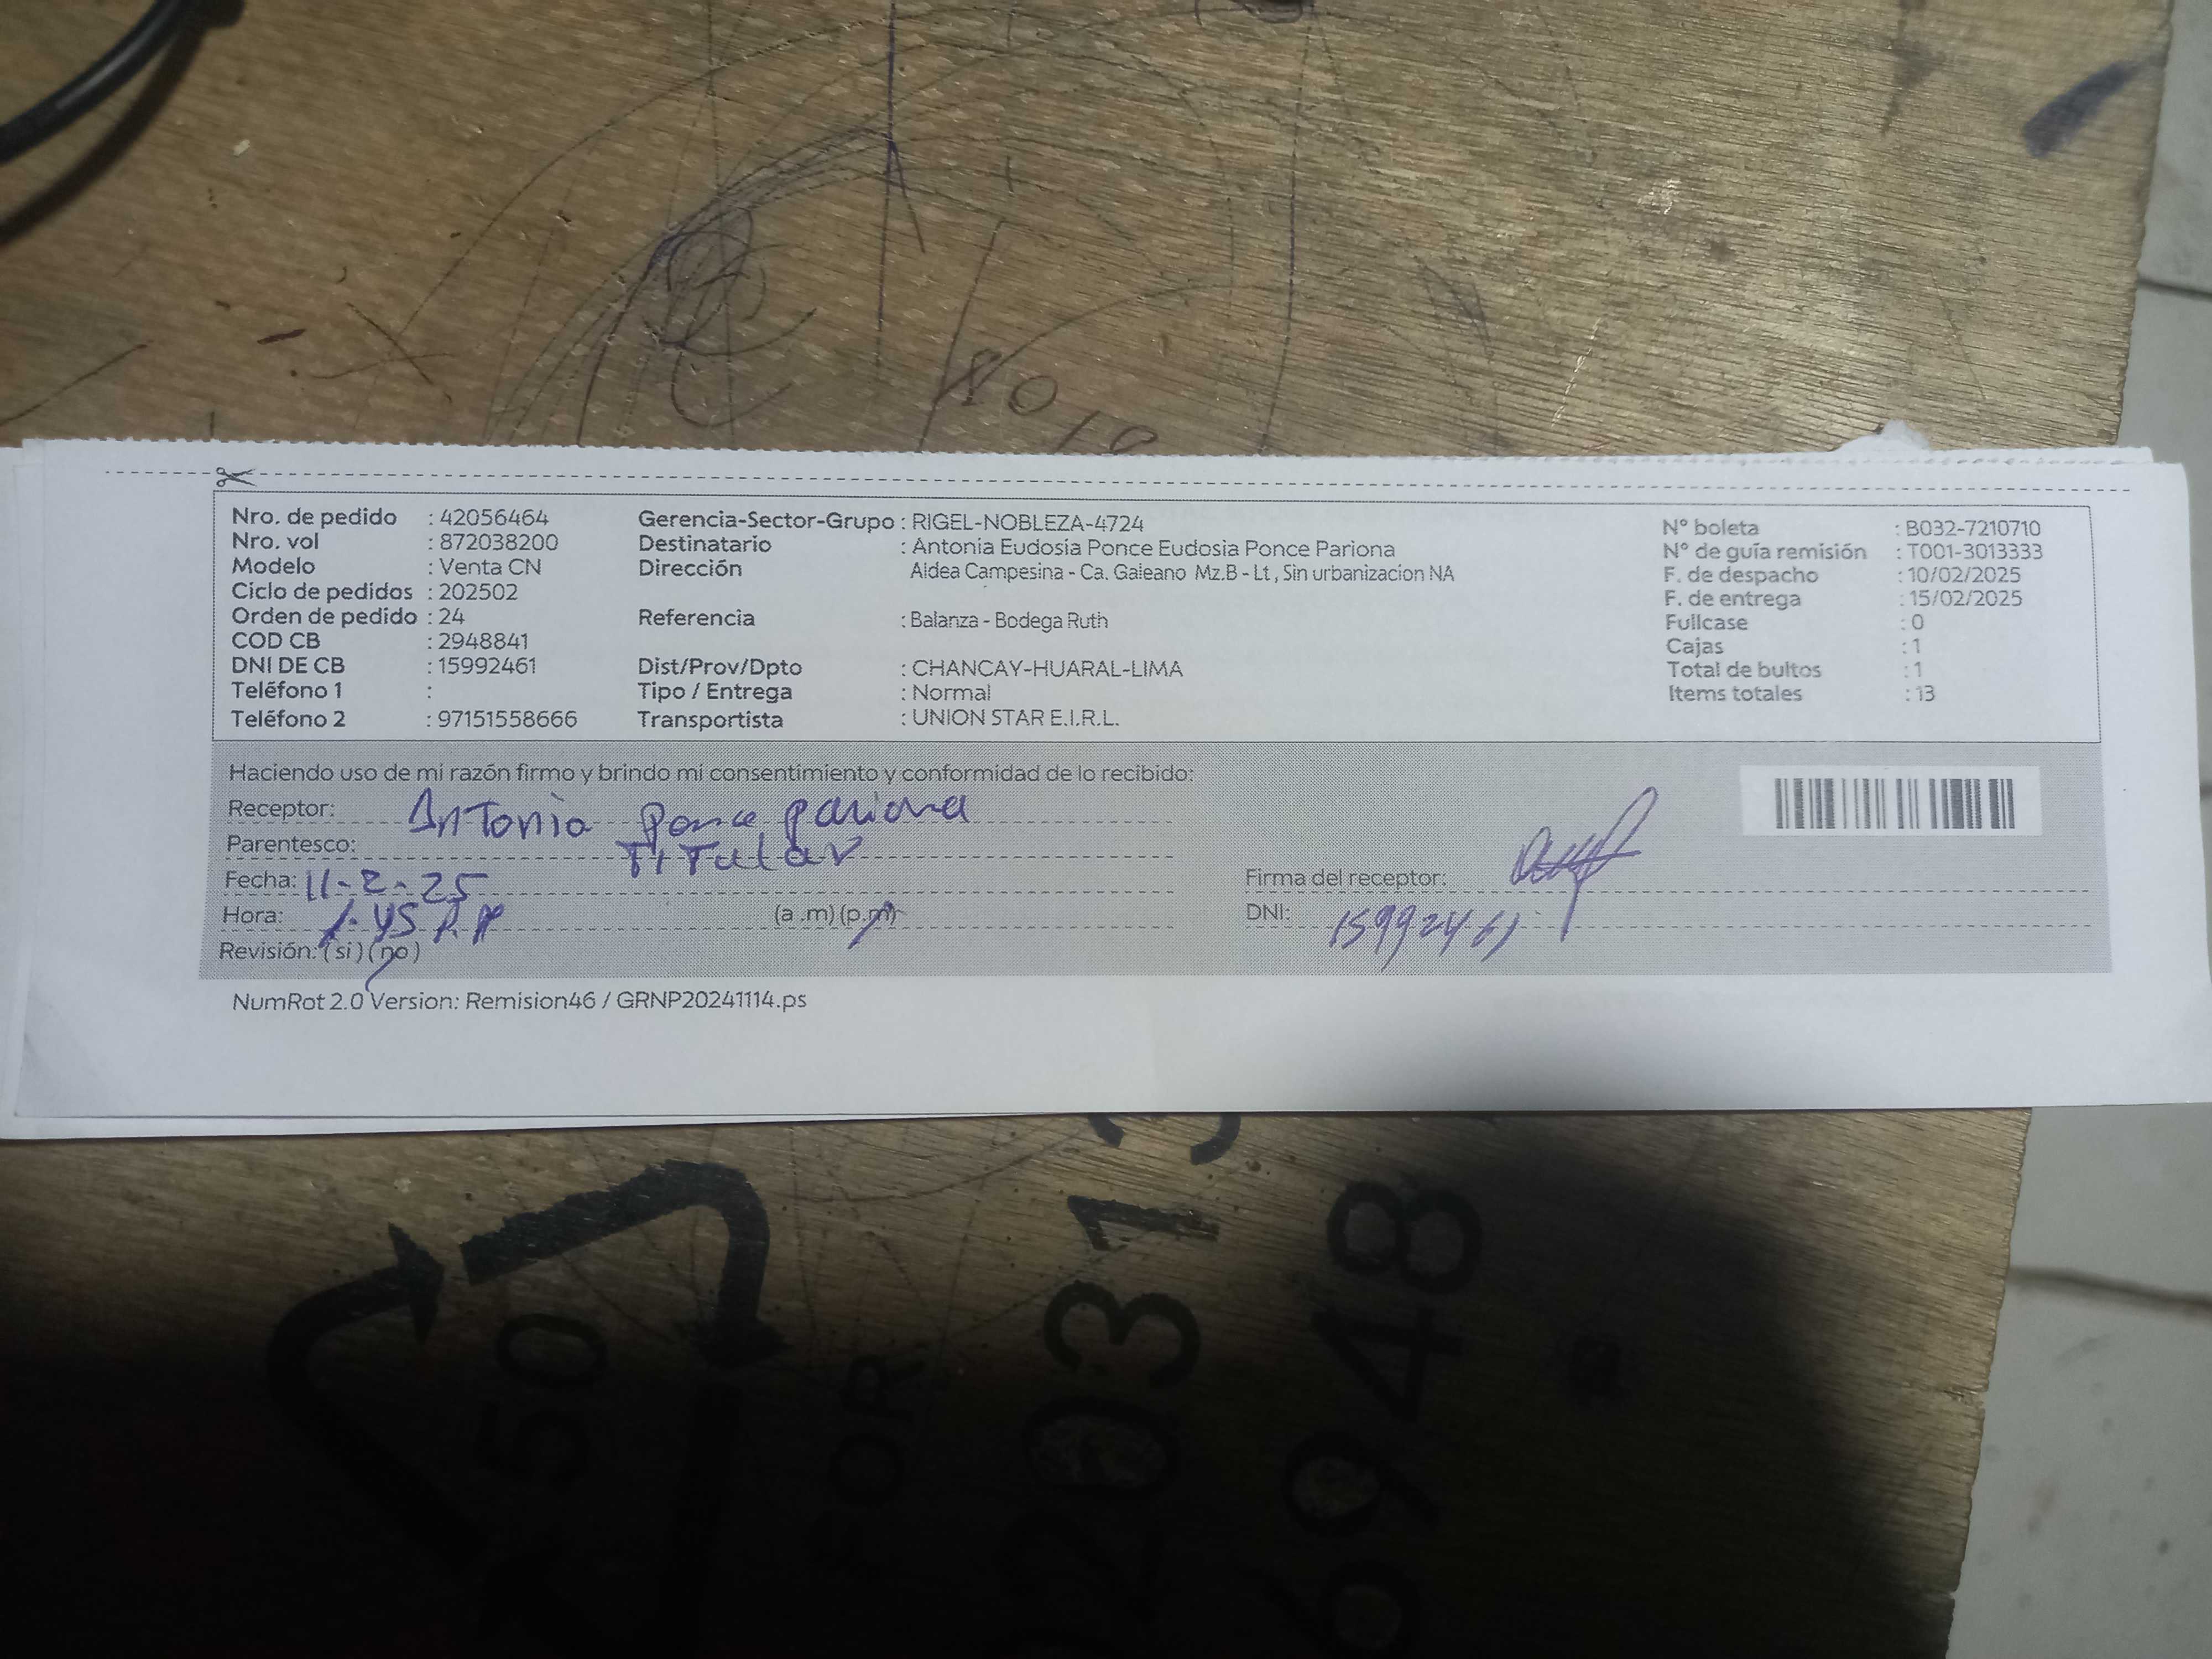 80
10
Nro. de pedido : 42056464 Gerencia-Sector-Grupo : RIGEL-NOBLEZA-4724 N° boleta : B032-7210710
Nro. vol : 872038200 Destinatario : Antonia Eudosia Ponce Eudosia Ponce Pariona N° de guía remisión : T001-3013333
Modelo : Venta CN Dirección Aldea Campesina - Ca. Galeano Mz.B - Lt , Sin urbanizacion NA F. de despacho : 10/02/2025
Ciclo de pedidos : 202502 F. de entrega : 15/02/2025
Orden de pedido : 24 Referencia : Balanza - Bodega Ruth Fullcase : 0
COD CB : 2948841 Cajas : 1
DNI DE CB : 15992461 Dist/Prov/Dpto : CHANCAY-HUARAL-LIMA Total de bultos : 1
Teléfono 1 : Tipo / Entrega : Normal Items totales : 13
Teléfono 2 : 97151558666 Transportista : UNION STAR E.I.R.L.
Haciendo uso de mi razón firmo y brindo mi consentimiento y conformidad de lo recibido:
Receptor: Antonia Ponce Pariona
Parentesco: Titular
Fecha: 11-2-25 Firma del receptor:
Hora: 1.45 P.M (a .m) (p.m) DNI: 15992461
Revisión: ( si ) ( no )
NumRot 2.0 Version: Remision46 / GRNP20241114.ps
50
FOR